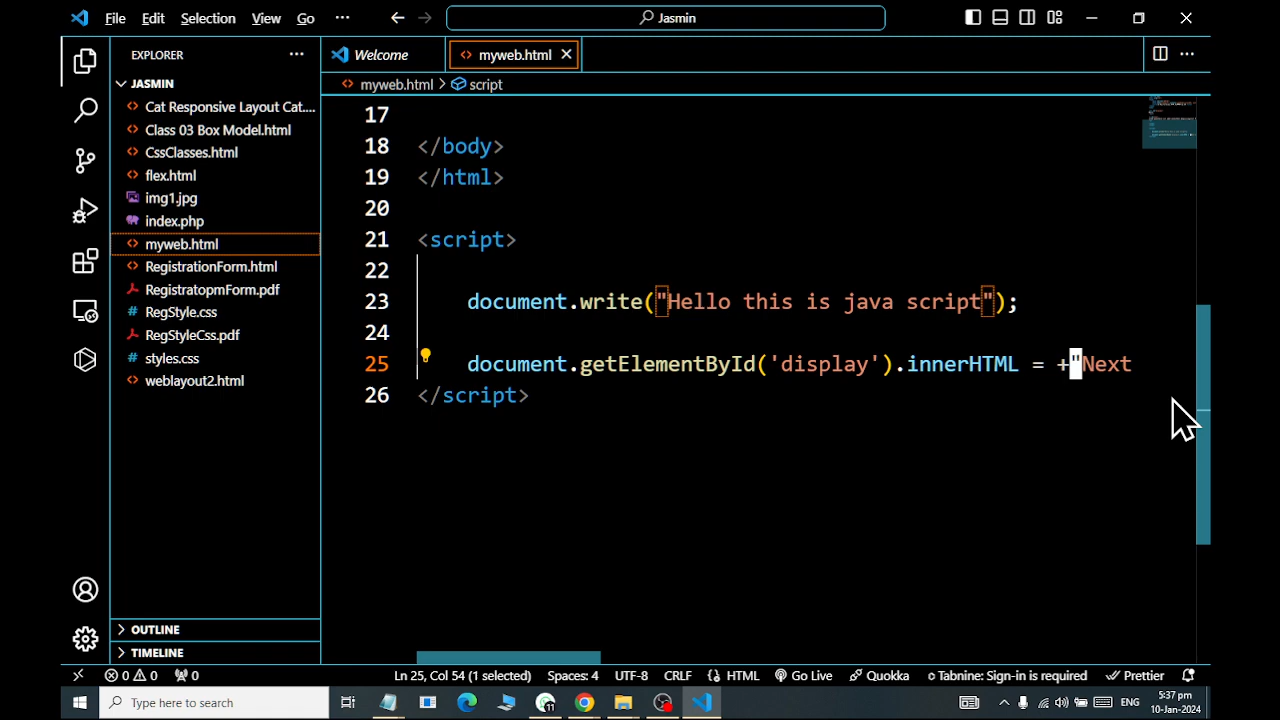 File Edit Selection View Go ··· Jasmin
EXPLORER ···
JASMIN
Cat Responsive Layout Cat....
Class 03 Box Model.html
CssClasses.html
flex.html
img1.jpg
index.php
myweb.html
RegistrationForm.html
RegistratopmForm.pdf
RegStyle.css
RegStyleCss.pdf
styles.css
weblayout2.html
OUTLINE
TIMELINE
Welcome myweb.html
myweb.html > script
17
18 </body>
19 </html>
20
21 <script>
22
23 document.write("Hello this is java script");
24
25 document.getElementById('display').innerHTML = +"Next
26 </script>
0 0 0 Ln 25, Col 54 (1 selected) Spaces: 4 UTF-8 CRLF HTML Go Live Quokka Tabnine: Sign-in is required Prettier
Type here to search 11 ENG 5:37 pm
10-Jan-2024